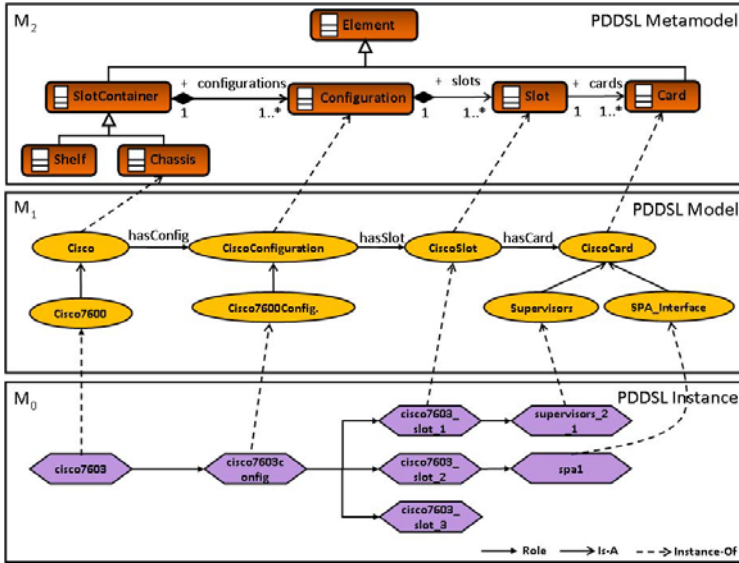 M2
PDDSL Metamodel
Element
SlotContainer
+ configurations
1
1..*
Configuration
+ slots
1
1..*
Slot
+ cards
1
1..*
Card
Shelf
Chassis
M1
PDDSL Model
Cisco
hasConfig
CiscoConfiguration
hasSlot
CiscoSlot
hasCard
CiscoCard
Cisco7600
Cisco7600Config.
Supervisors
SPA_Interface
M0
PDDSL Instance
cisco7603_
slot_1
supervisors_2
_1
cisco7603
cisco7603c
onfig
cisco7603_
slot_2
spa1
cisco7603_
slot_3
Role
Is-A
Instance-Of